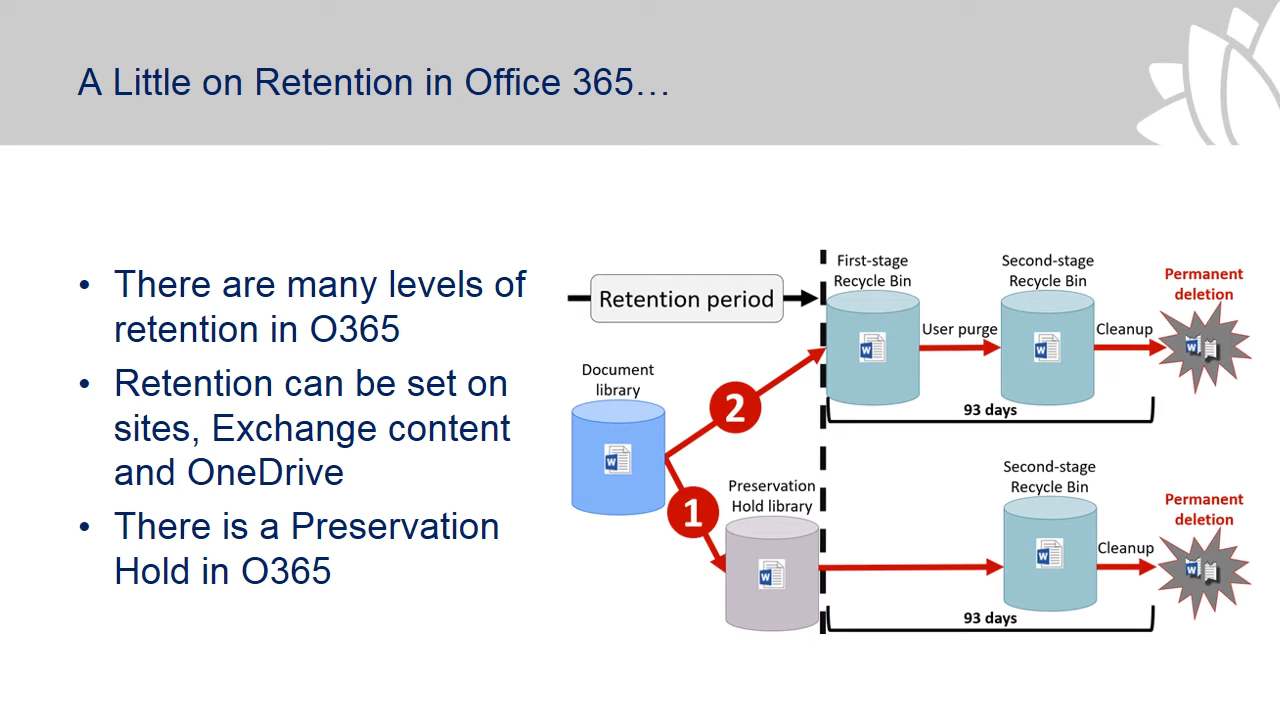 A Little on Retention in Office 365…
• There are many levels of
retention in O365
• Retention can be set on
sites, Exchange content
and OneDrive
• There is a Preservation
Hold in O365
Retention period
First-stage
Recycle Bin
Second-stage
Recycle Bin
Permanent
deletion
User purge
Cleanup
Document
library
2
93 days
1
Preservation
Hold library
Second-stage
Recycle Bin
Permanent
deletion
Cleanup
93 days
W
W
W
W
W
W
W